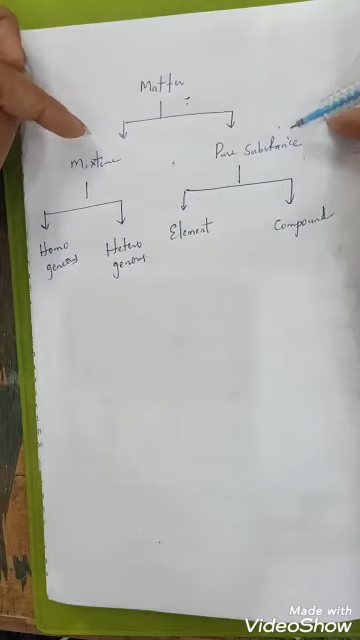 Matter
Mixture
Pure Substance
Homo
genous
Hetero
genous
Element
Compound
Made with
VideoShow